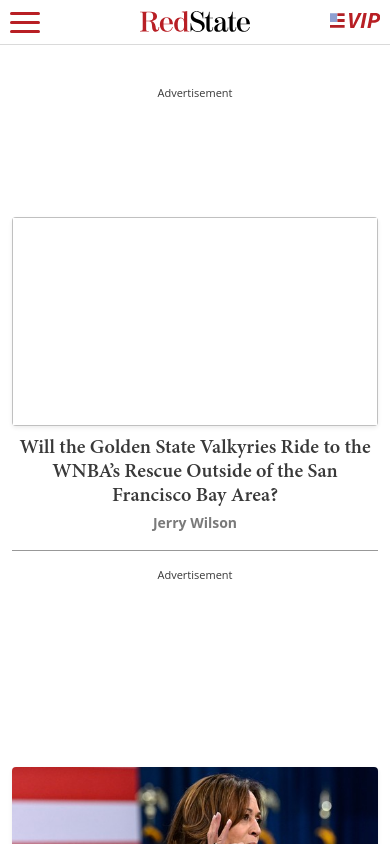 RedState
VIP
Advertisement
Will the Golden State Valkyries Ride to the
WNBA’s Rescue Outside of the San
Francisco Bay Area?
Jerry Wilson
Advertisement